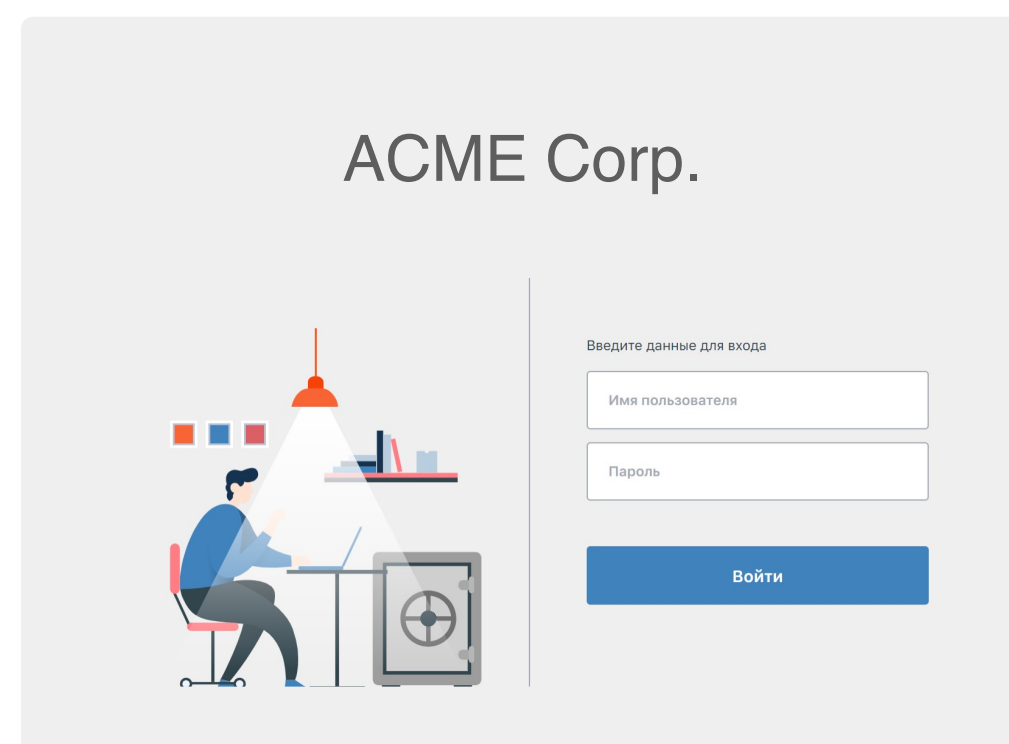 ACME Corp.
Введите данные для входа
Имя пользователя
Пароль
Войти